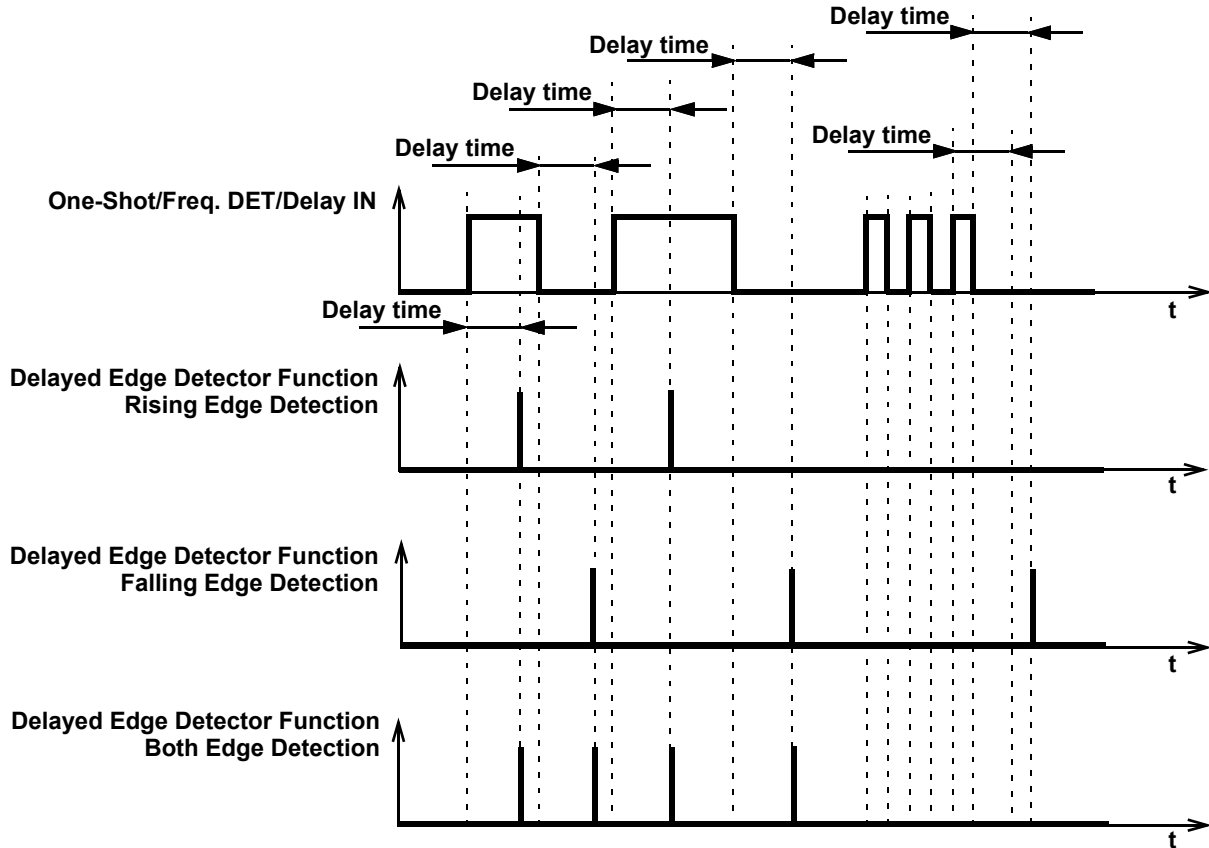 Delay time
Delay time
Delay time
Delay time
Delay time
Delay time
One-Shot/Freq. DET/Delay IN
t
Delay time
Delayed Edge Detector Function
Rising Edge Detection
t
Delayed Edge Detector Function
Falling Edge Detection
t
Delayed Edge Detector Function
Both Edge Detection
t